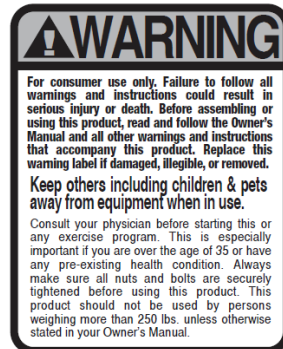 WARNING
For consumer use only. Failure to follow all
warnings and instructions could result in
serious injury or death. Before assembling or
using this product, read and follow the Owner's
Manual and all other warnings and instructions
that accompany this product. Replace this
warning label if damaged, illegible, or removed.
Keep others including children & pets
away from equipment when in use.
Consult your physician before starting this or
any exercise program. This is especially
important if you are over the age of 35 or have
any pre-existing health condition. Always
make sure all nuts and bolts are securely
tightened before using this product. This
product should not be used by persons
weighing more than 250 lbs. unless otherwise
stated in your Owner's Manual.